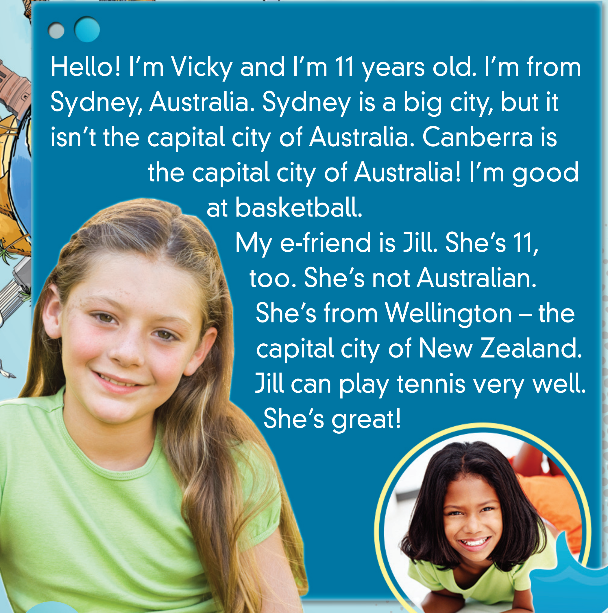 Hello! I'm Vicky and I'm 11 years old. I'm from
Sydney, Australia. Sydney is a big city, but it
isn't the capital city of Australia. Canberra is
the capital city of Australia! I'm good
at basketball.
My e-friend is Jill. She's 11,
too. She's not Australian.
She's from Wellington – the
capital city of New Zealand.
Jill can play tennis very well.
She's great!